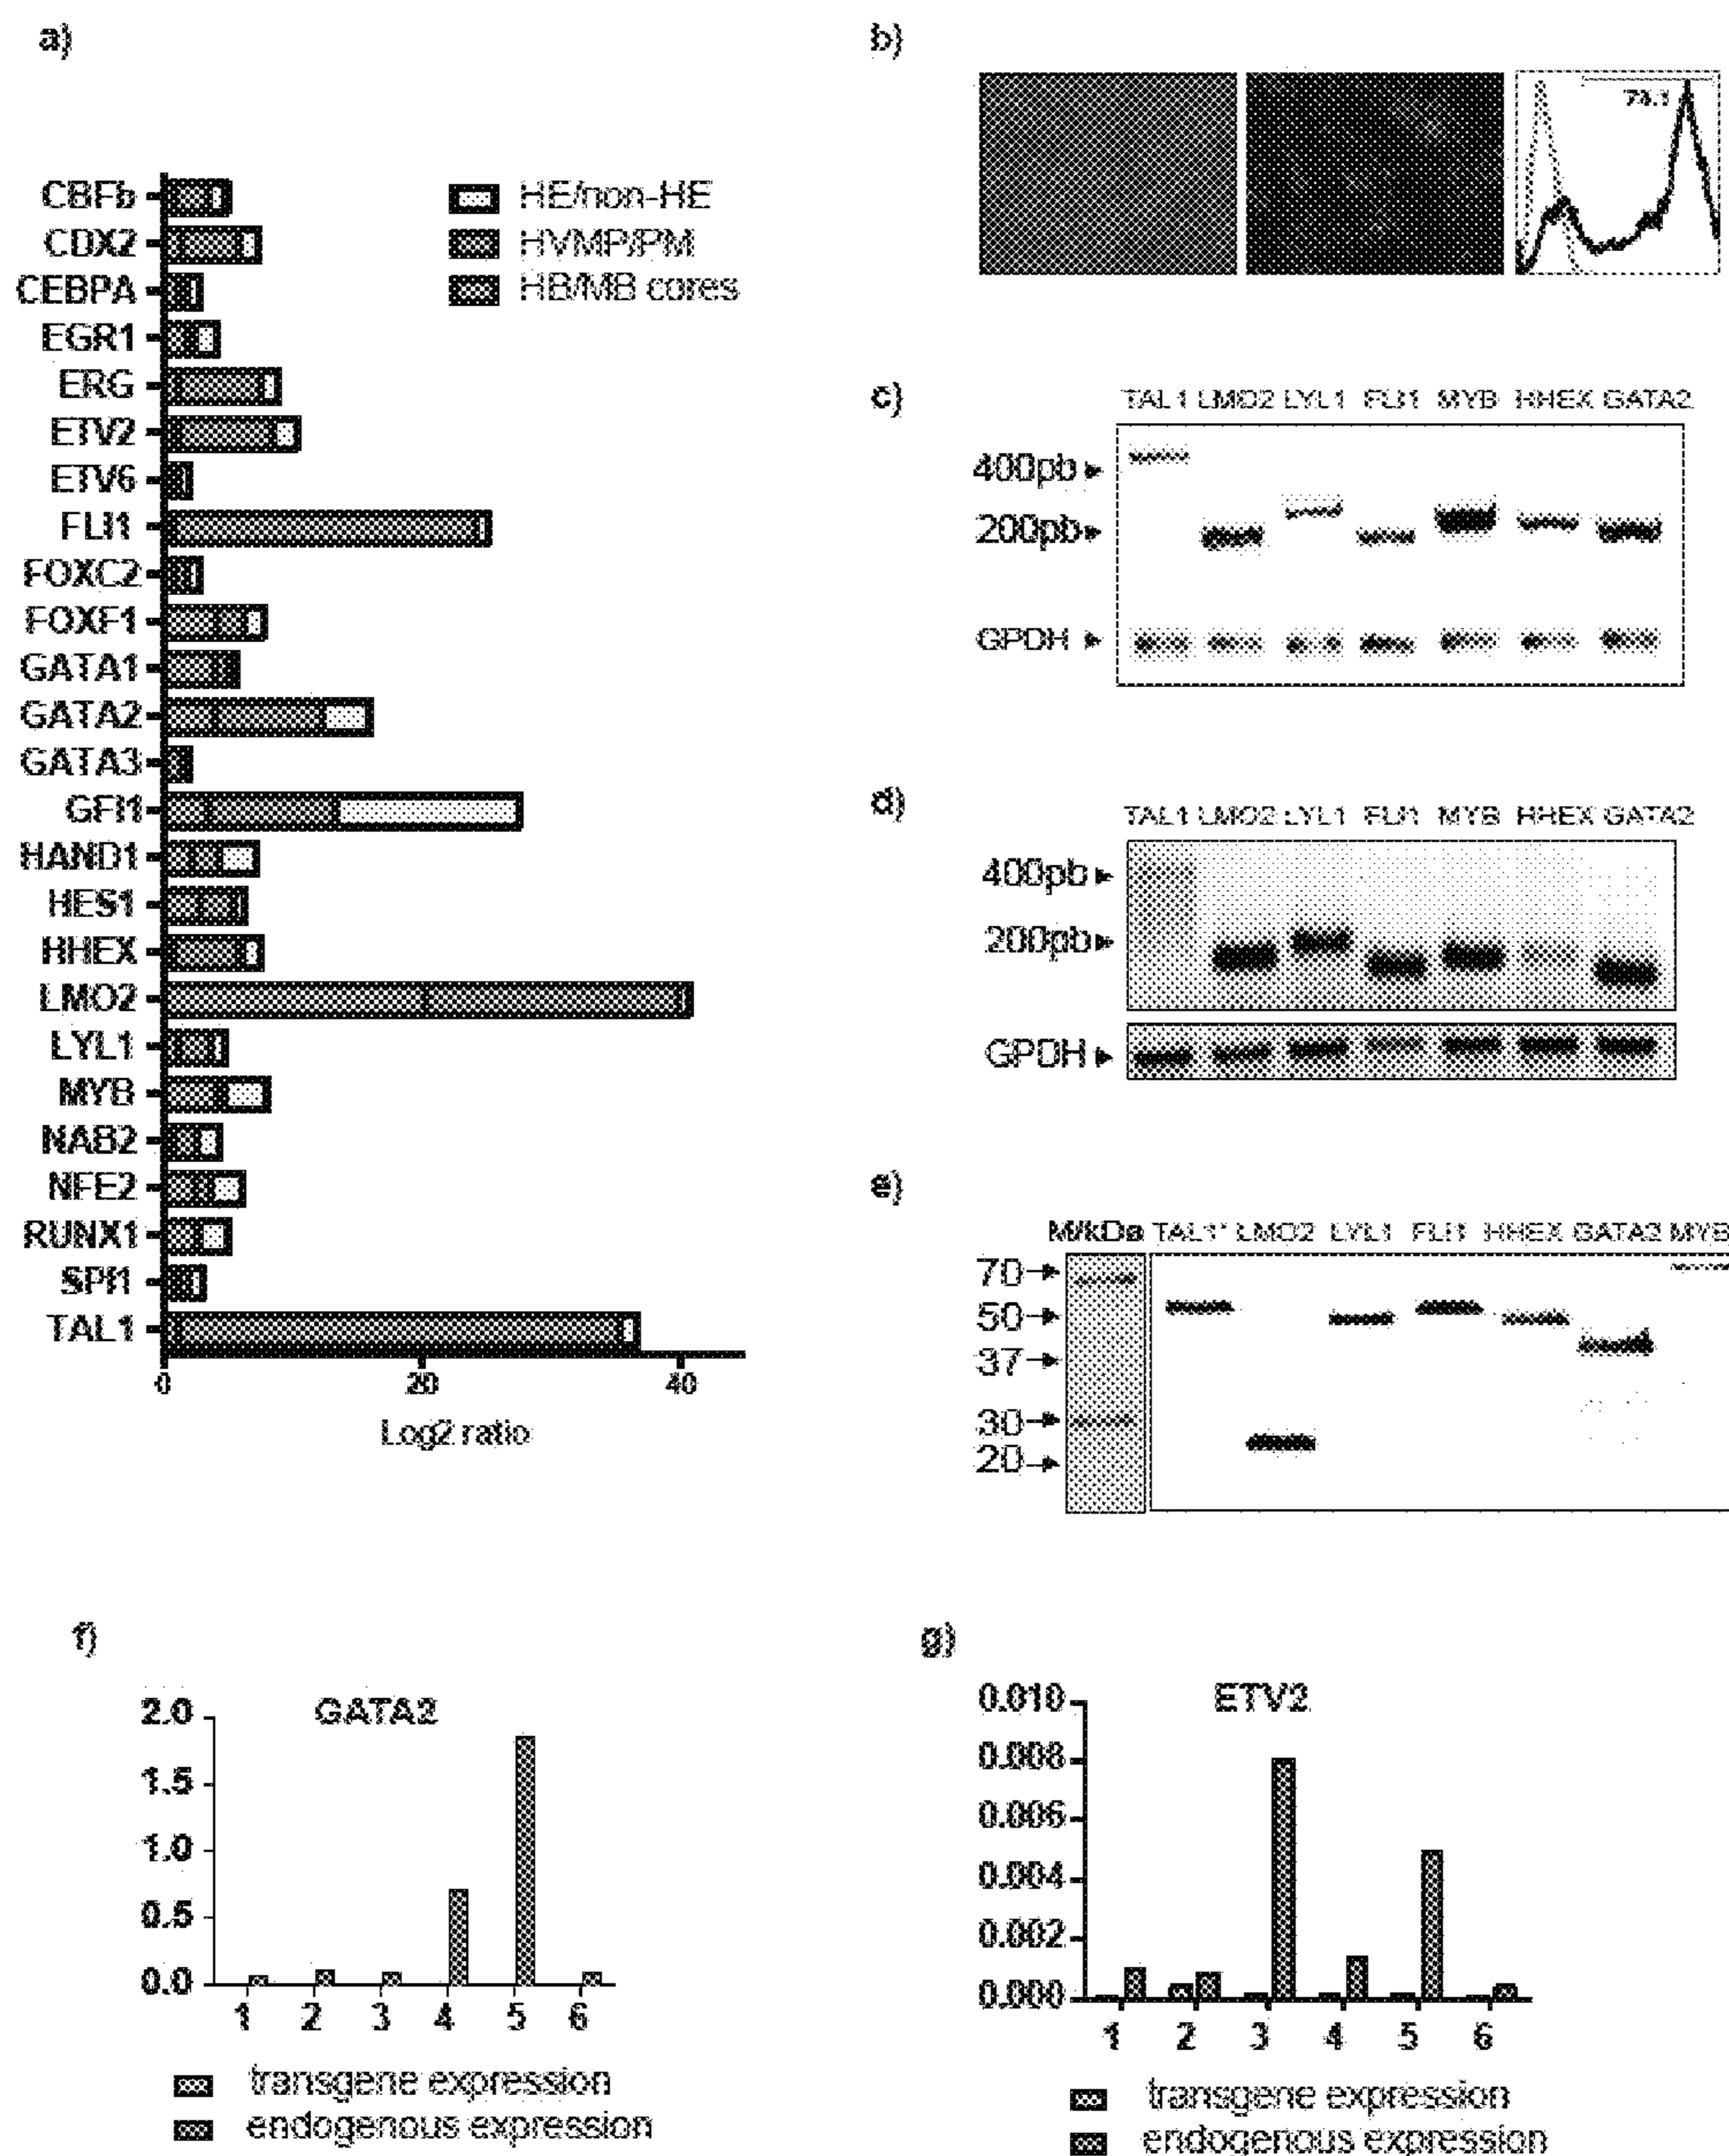 a)
CBFb
CDX2
CEBPA
EGR1
ERG
ETV2
ETV6
FLI1
FOXC2
FOXF1
GATA1
GATA2
GATA3
GFI1
HAND1
HES1
HHEX
LMO2
LYL1
MYB
NAB2
NFE2
RUNX1
SPI1
TAL1
0 20 40
Log2 ratio
HE/non-HE
HVMP/PM
HB/MB cores
b)
74.1
c)
TAL1 LMO2 LYL1 FLI1 MYB HHEX GATA2
400pb
200pb
GPDH
d)
TAL1 LMO2 LYL1 FLI1 MYB HHEX GATA2
400pb
200pb
GPDH
e)
M/kDa TAL1* LMO2 LYL1 FLI1 HHEX GATA2 MYB
70
50
37
30
20
f)
GATA2
2.0
1.5
1.0
0.5
0.0
1 2 3 4 5 6
transgene expression
endogenous expression
g)
ETV2
0.010
0.008
0.006
0.004
0.002
0.000
1 2 3 4 5 6
transgene expression
endogenous expression